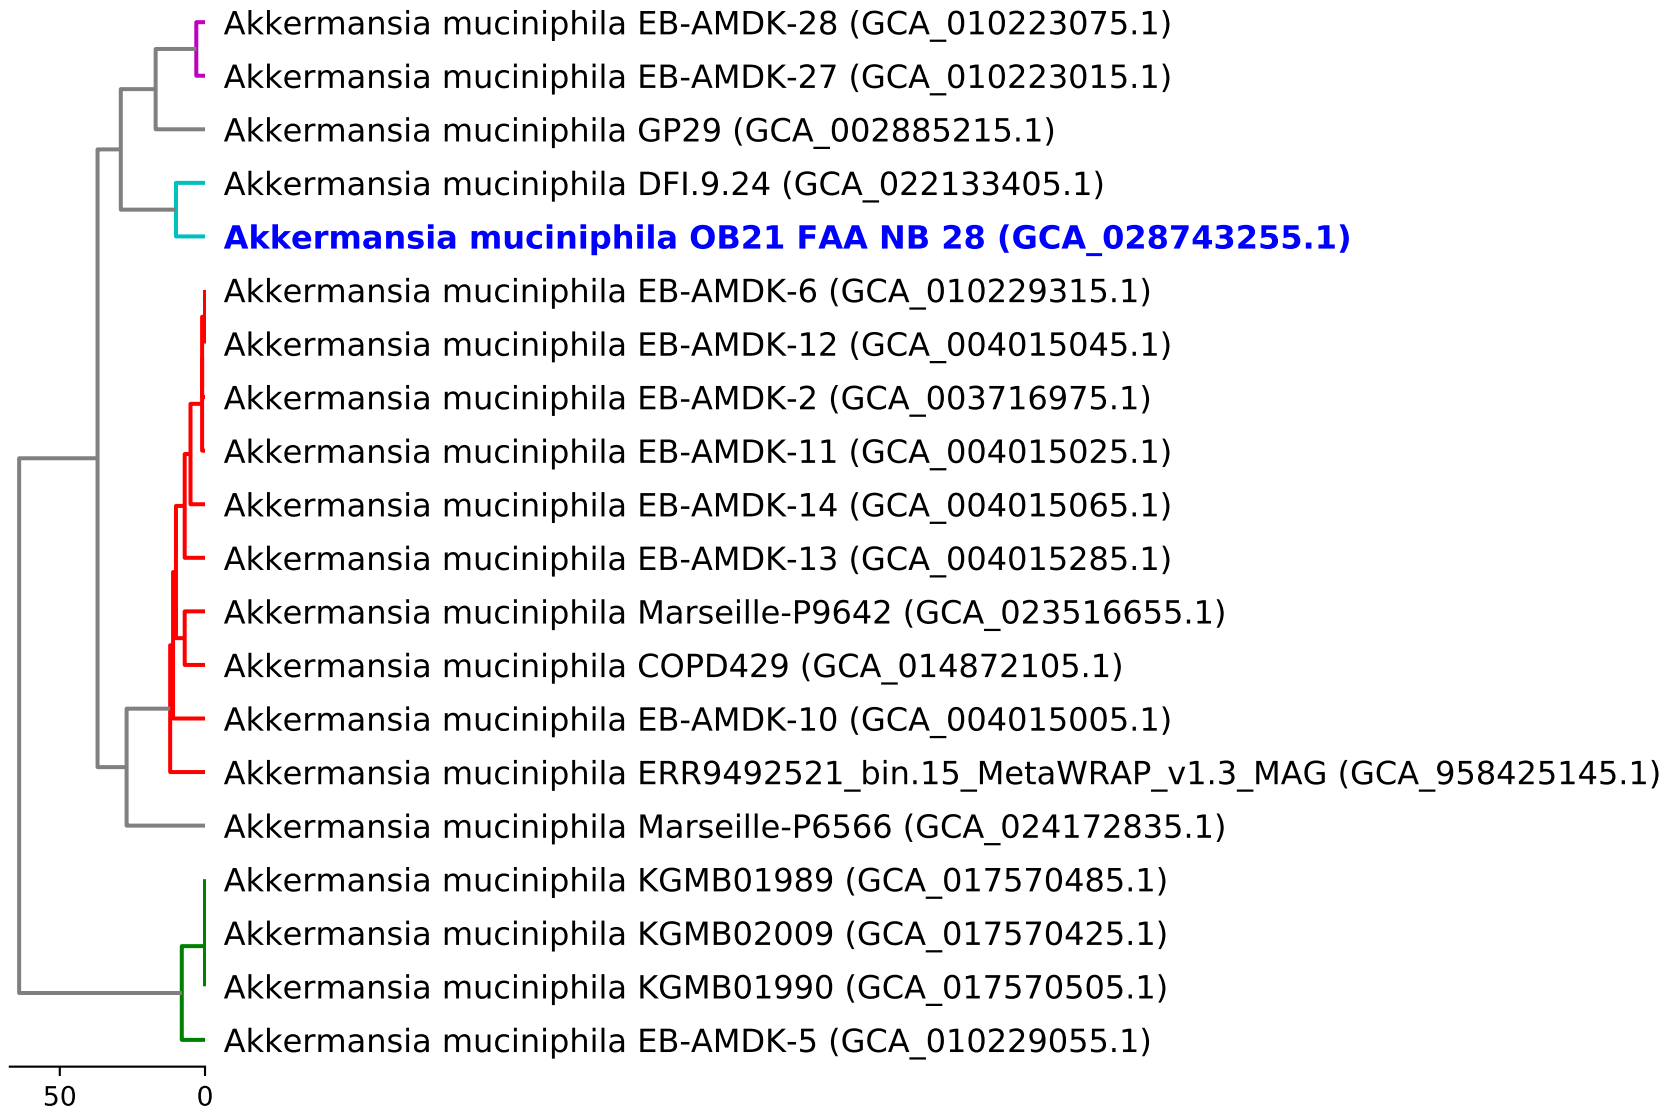 Akkermansia muciniphila EB-AMDK-28 (GCA_010223075.1)
Akkermansia muciniphila EB-AMDK-27 (GCA_010223015.1)
Akkermansia muciniphila GP29 (GCA_002885215.1)
Akkermansia muciniphila DFI.9.24 (GCA_022133405.1)
Akkermansia muciniphila OB21 FAA NB 28 (GCA_028743255.1)
Akkermansia muciniphila EB-AMDK-6 (GCA_010229315.1)
Akkermansia muciniphila EB-AMDK-12 (GCA_004015045.1)
Akkermansia muciniphila EB-AMDK-2 (GCA_003716975.1)
Akkermansia muciniphila EB-AMDK-11 (GCA_004015025.1)
Akkermansia muciniphila EB-AMDK-14 (GCA_004015065.1)
Akkermansia muciniphila EB-AMDK-13 (GCA_004015285.1)
Akkermansia muciniphila Marseille-P9642 (GCA_023516655.1)
Akkermansia muciniphila COPD429 (GCA_014872105.1)
Akkermansia muciniphila EB-AMDK-10 (GCA_004015005.1)
Akkermansia muciniphila ERR9492521_bin.15_MetaWRAP_v1.3_MAG (GCA_958425145.1)
Akkermansia muciniphila Marseille-P6566 (GCA_024172835.1)
Akkermansia muciniphila KGMB01989 (GCA_017570485.1)
Akkermansia muciniphila KGMB02009 (GCA_017570425.1)
Akkermansia muciniphila KGMB01990 (GCA_017570505.1)
Akkermansia muciniphila EB-AMDK-5 (GCA_010229055.1)
50 0